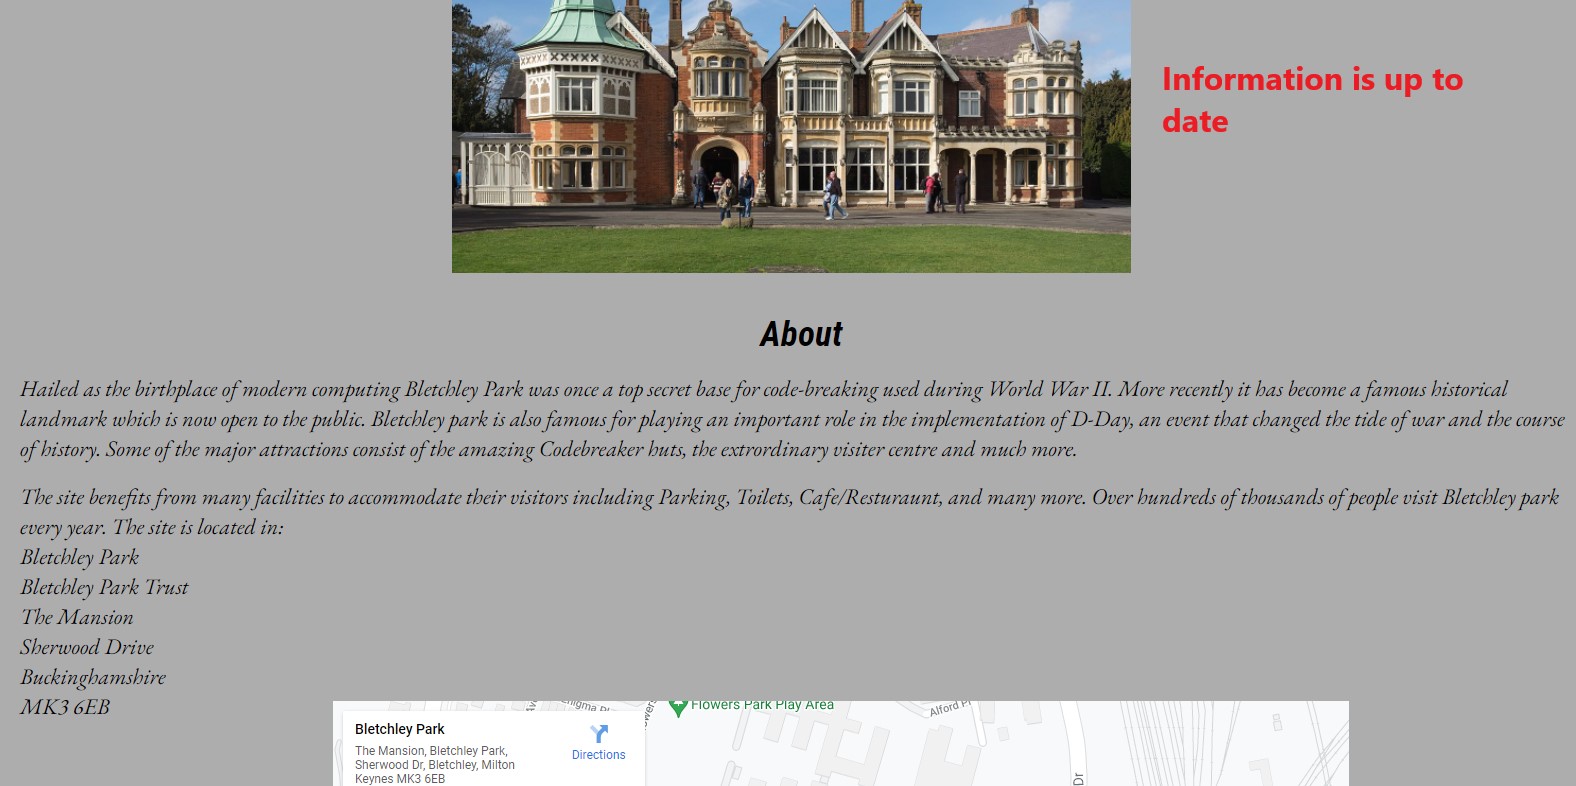 Information is up to
date
About
Hailed as the birthplace of modern computing Bletchley Park was once a top secret base for code-breaking used during World War II. More recently it has become a famous historical
landmark which is now open to the public. Bletchley park is also famous for playing an important role in the implementation of D-Day, an event that changed the tide of war and the course
of history. Some of the major attractions consist of the amazing Codebreaker huts, the extrordinary visiter centre and much more.
The site benefits from many facilities to accommodate their visitors including Parking, Toilets, Cafe/Resturaunt, and many more. Over hundreds of thousands of people visit Bletchley park
every year. The site is located in:
Bletchley Park
Bletchley Park Trust
The Mansion
Sherwood Drive
Buckinghamshire
MK3 6EB
Enigma Pl
Flowers Park Play Area
Alford Pl
Bletchley Park
Directions
The Mansion, Bletchley Park,
Sherwood Dr, Bletchley, Milton
Keynes MK3 6EB
Dr